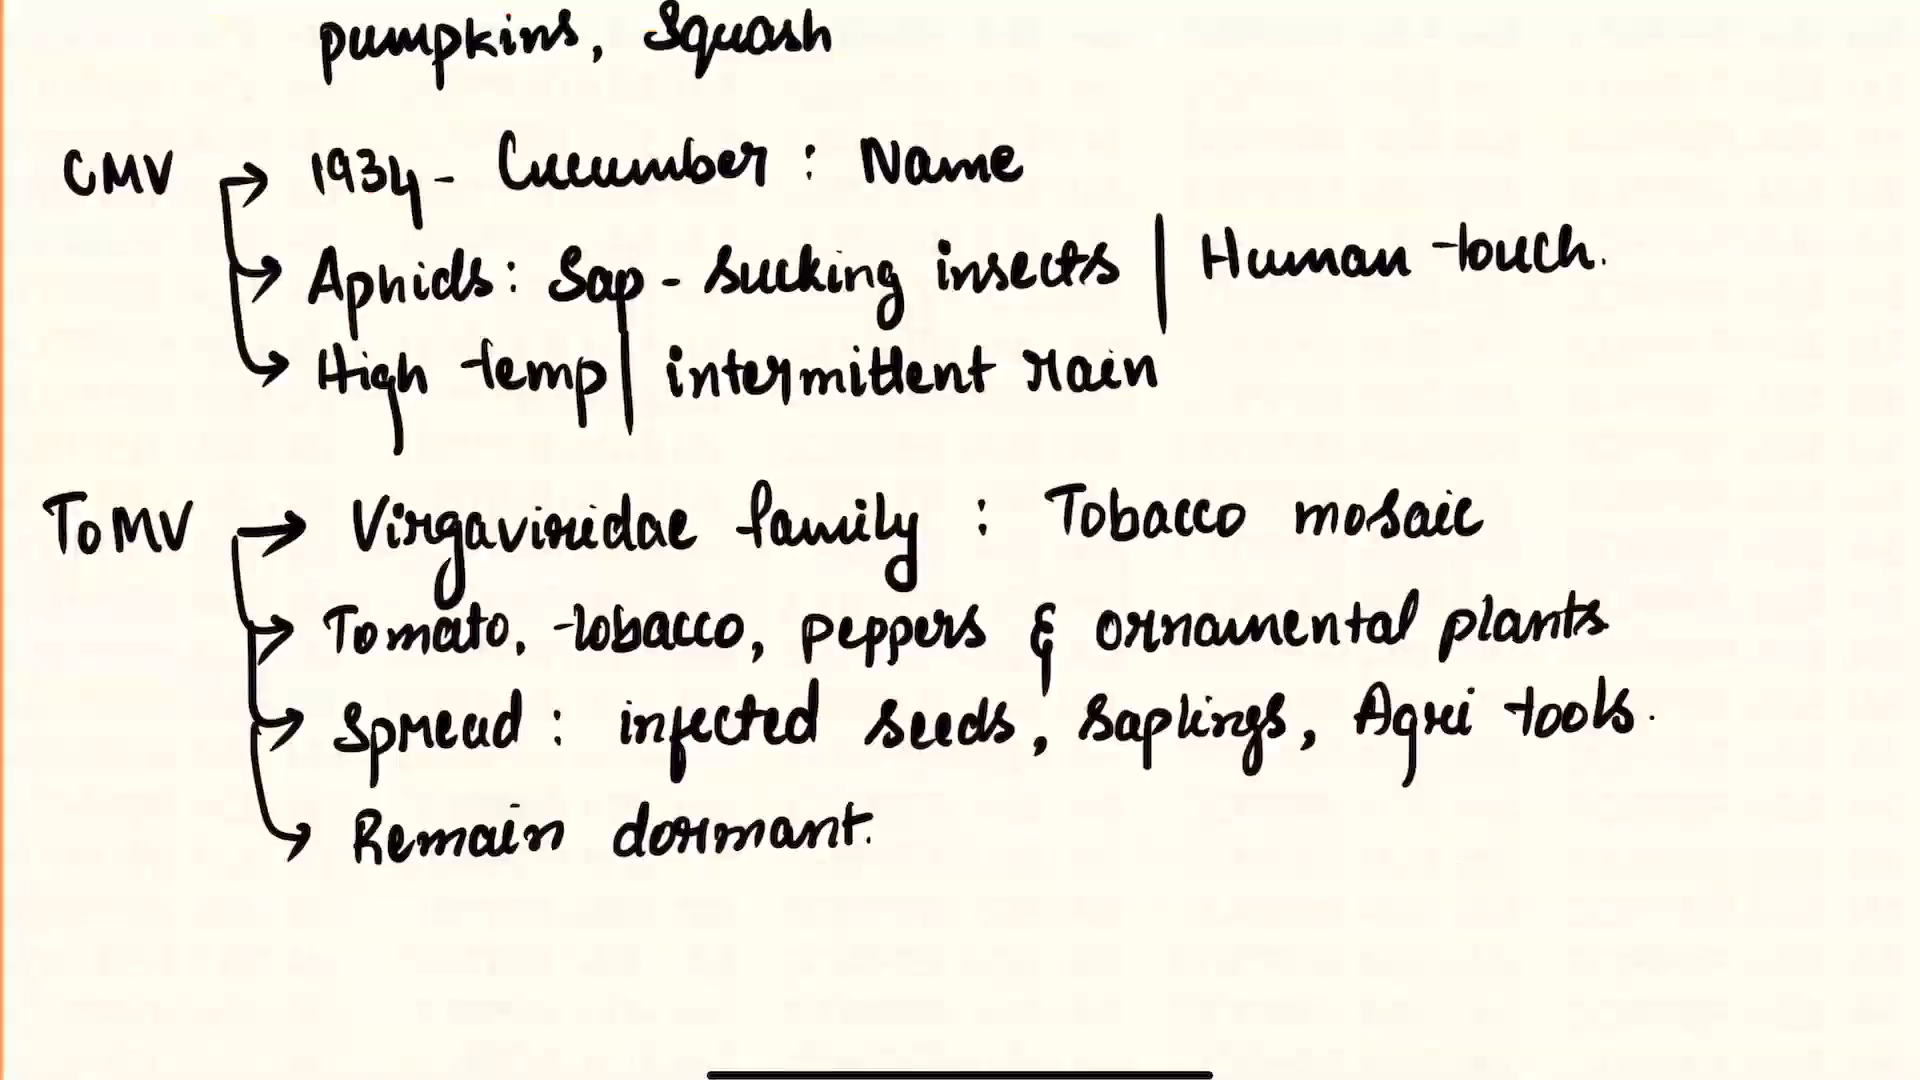 pumpkins, Squash
CMV → 1934 - Cucumber : Name
→ Aphids : Sap - sucking insects | Human touch.
→ High temp | intermittent rain
ToMV → Virgaviridae family : Tobacco mosaic
→ Tomato, tobacco, peppers & ornamental plants
→ Spread : infected seeds, saplings, Agri tools.
→ Remain dormant.